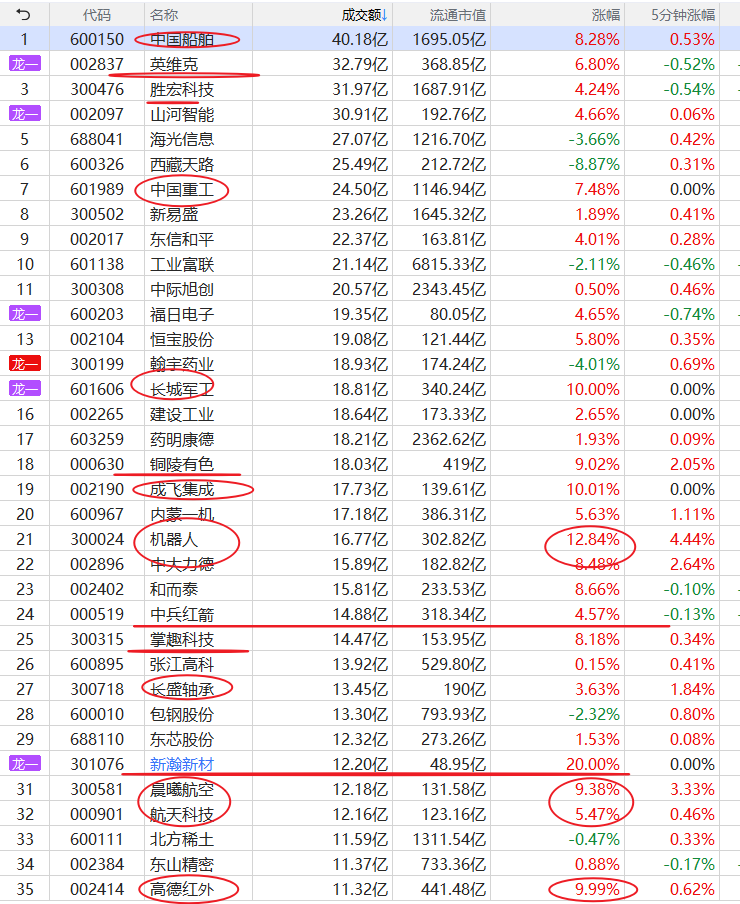 代码 名称 成交额↓ 流通市值 涨幅 5分钟涨幅
1 600150 中国船舶 40.18亿 1695.05亿 8.28% 0.53%
龙一 002837 英维克 32.79亿 368.85亿 6.80% -0.52%
3 300476 胜宏科技 31.97亿 1687.91亿 4.24% -0.54%
龙一 002097 山河智能 30.91亿 192.76亿 4.66% 0.06%
5 688041 海光信息 27.07亿 1216.70亿 -3.66% 0.42%
6 600326 西藏天路 25.49亿 212.72亿 -8.87% 0.31%
7 601989 中国重工 24.50亿 1146.94亿 7.48% 0.00%
8 300502 新易盛 23.26亿 1645.32亿 1.89% 0.41%
9 002017 东信和平 22.37亿 163.81亿 4.01% 0.28%
10 601138 工业富联 21.14亿 6815.33亿 -2.11% -0.46%
11 300308 中际旭创 20.57亿 2343.45亿 0.50% 0.46%
龙一 600203 福日电子 19.35亿 80.05亿 4.65% -0.74%
13 002104 恒宝股份 19.08亿 121.44亿 5.80% 0.35%
龙一 300199 翰宇药业 18.93亿 174.24亿 -4.01% 0.69%
龙一 601606 长城军工 18.81亿 340.24亿 10.00% 0.00%
16 002265 建设工业 18.64亿 173.33亿 2.65% 0.00%
17 603259 药明康德 18.21亿 2362.62亿 1.93% 0.09%
18 000630 铜陵有色 18.03亿 419亿 9.02% 2.05%
19 002190 成飞集成 17.73亿 139.61亿 10.01% 0.00%
20 600967 内蒙一机 17.18亿 386.31亿 5.63% 1.11%
21 300024 机器人 16.77亿 302.82亿 12.84% 4.44%
22 002896 中大力德 15.89亿 182.82亿 8.48% 2.64%
23 002402 和而泰 15.81亿 233.53亿 8.66% -0.10%
24 000519 中兵红箭 14.88亿 318.34亿 4.57% -0.13%
25 300315 掌趣科技 14.47亿 153.95亿 8.18% 0.34%
26 600895 张江高科 13.92亿 529.80亿 0.15% 0.41%
27 300718 长盛轴承 13.45亿 190亿 3.63% 1.84%
28 600010 包钢股份 13.30亿 793.93亿 -2.32% 0.80%
29 688110 东芯股份 12.32亿 273.26亿 1.53% 0.08%
龙一 301076 新瀚新材 12.20亿 48.95亿 20.00% 0.00%
31 300581 晨曦航空 12.18亿 131.58亿 9.38% 3.33%
32 000901 航天科技 12.16亿 123.16亿 5.47% 0.46%
33 600111 北方稀土 11.59亿 1311.54亿 -0.47% 0.33%
34 002384 东山精密 11.37亿 733.36亿 0.88% -0.17%
35 002414 高德红外 11.32亿 441.48亿 9.99% 0.62%